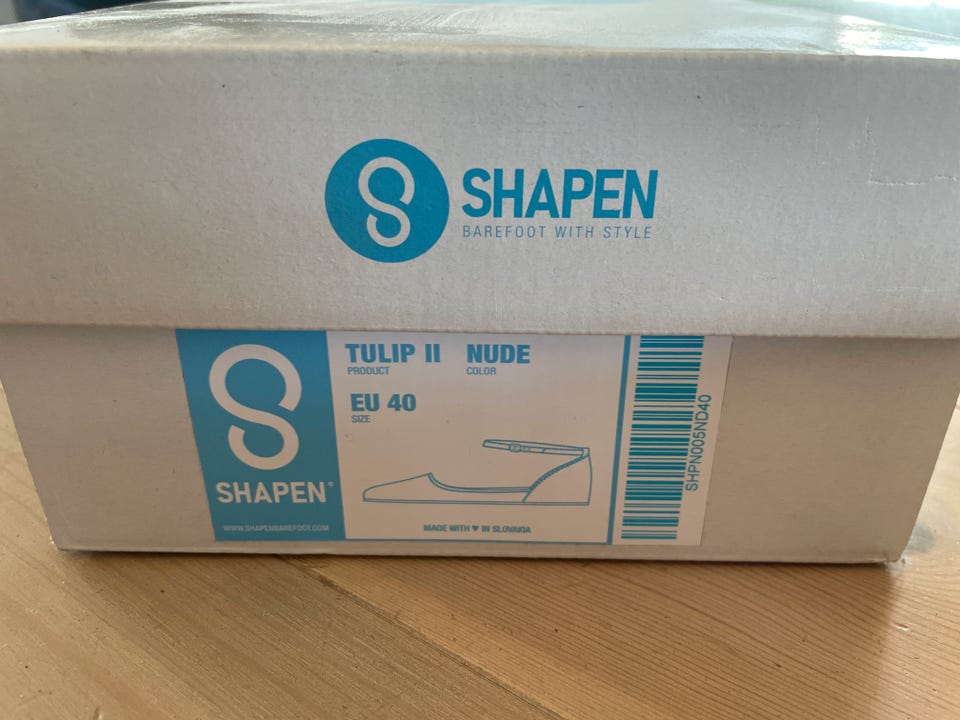 SHAPEN
BAREFOOT WITH STYLE
SHAPEN®
WWW.SHAPENBAREFOOT.COM
TULIP II NUDE
PRODUCT COLOR
EU 40
SIZE
MADE WITH ♥ IN SLOVAKIA
SHPN005ND40